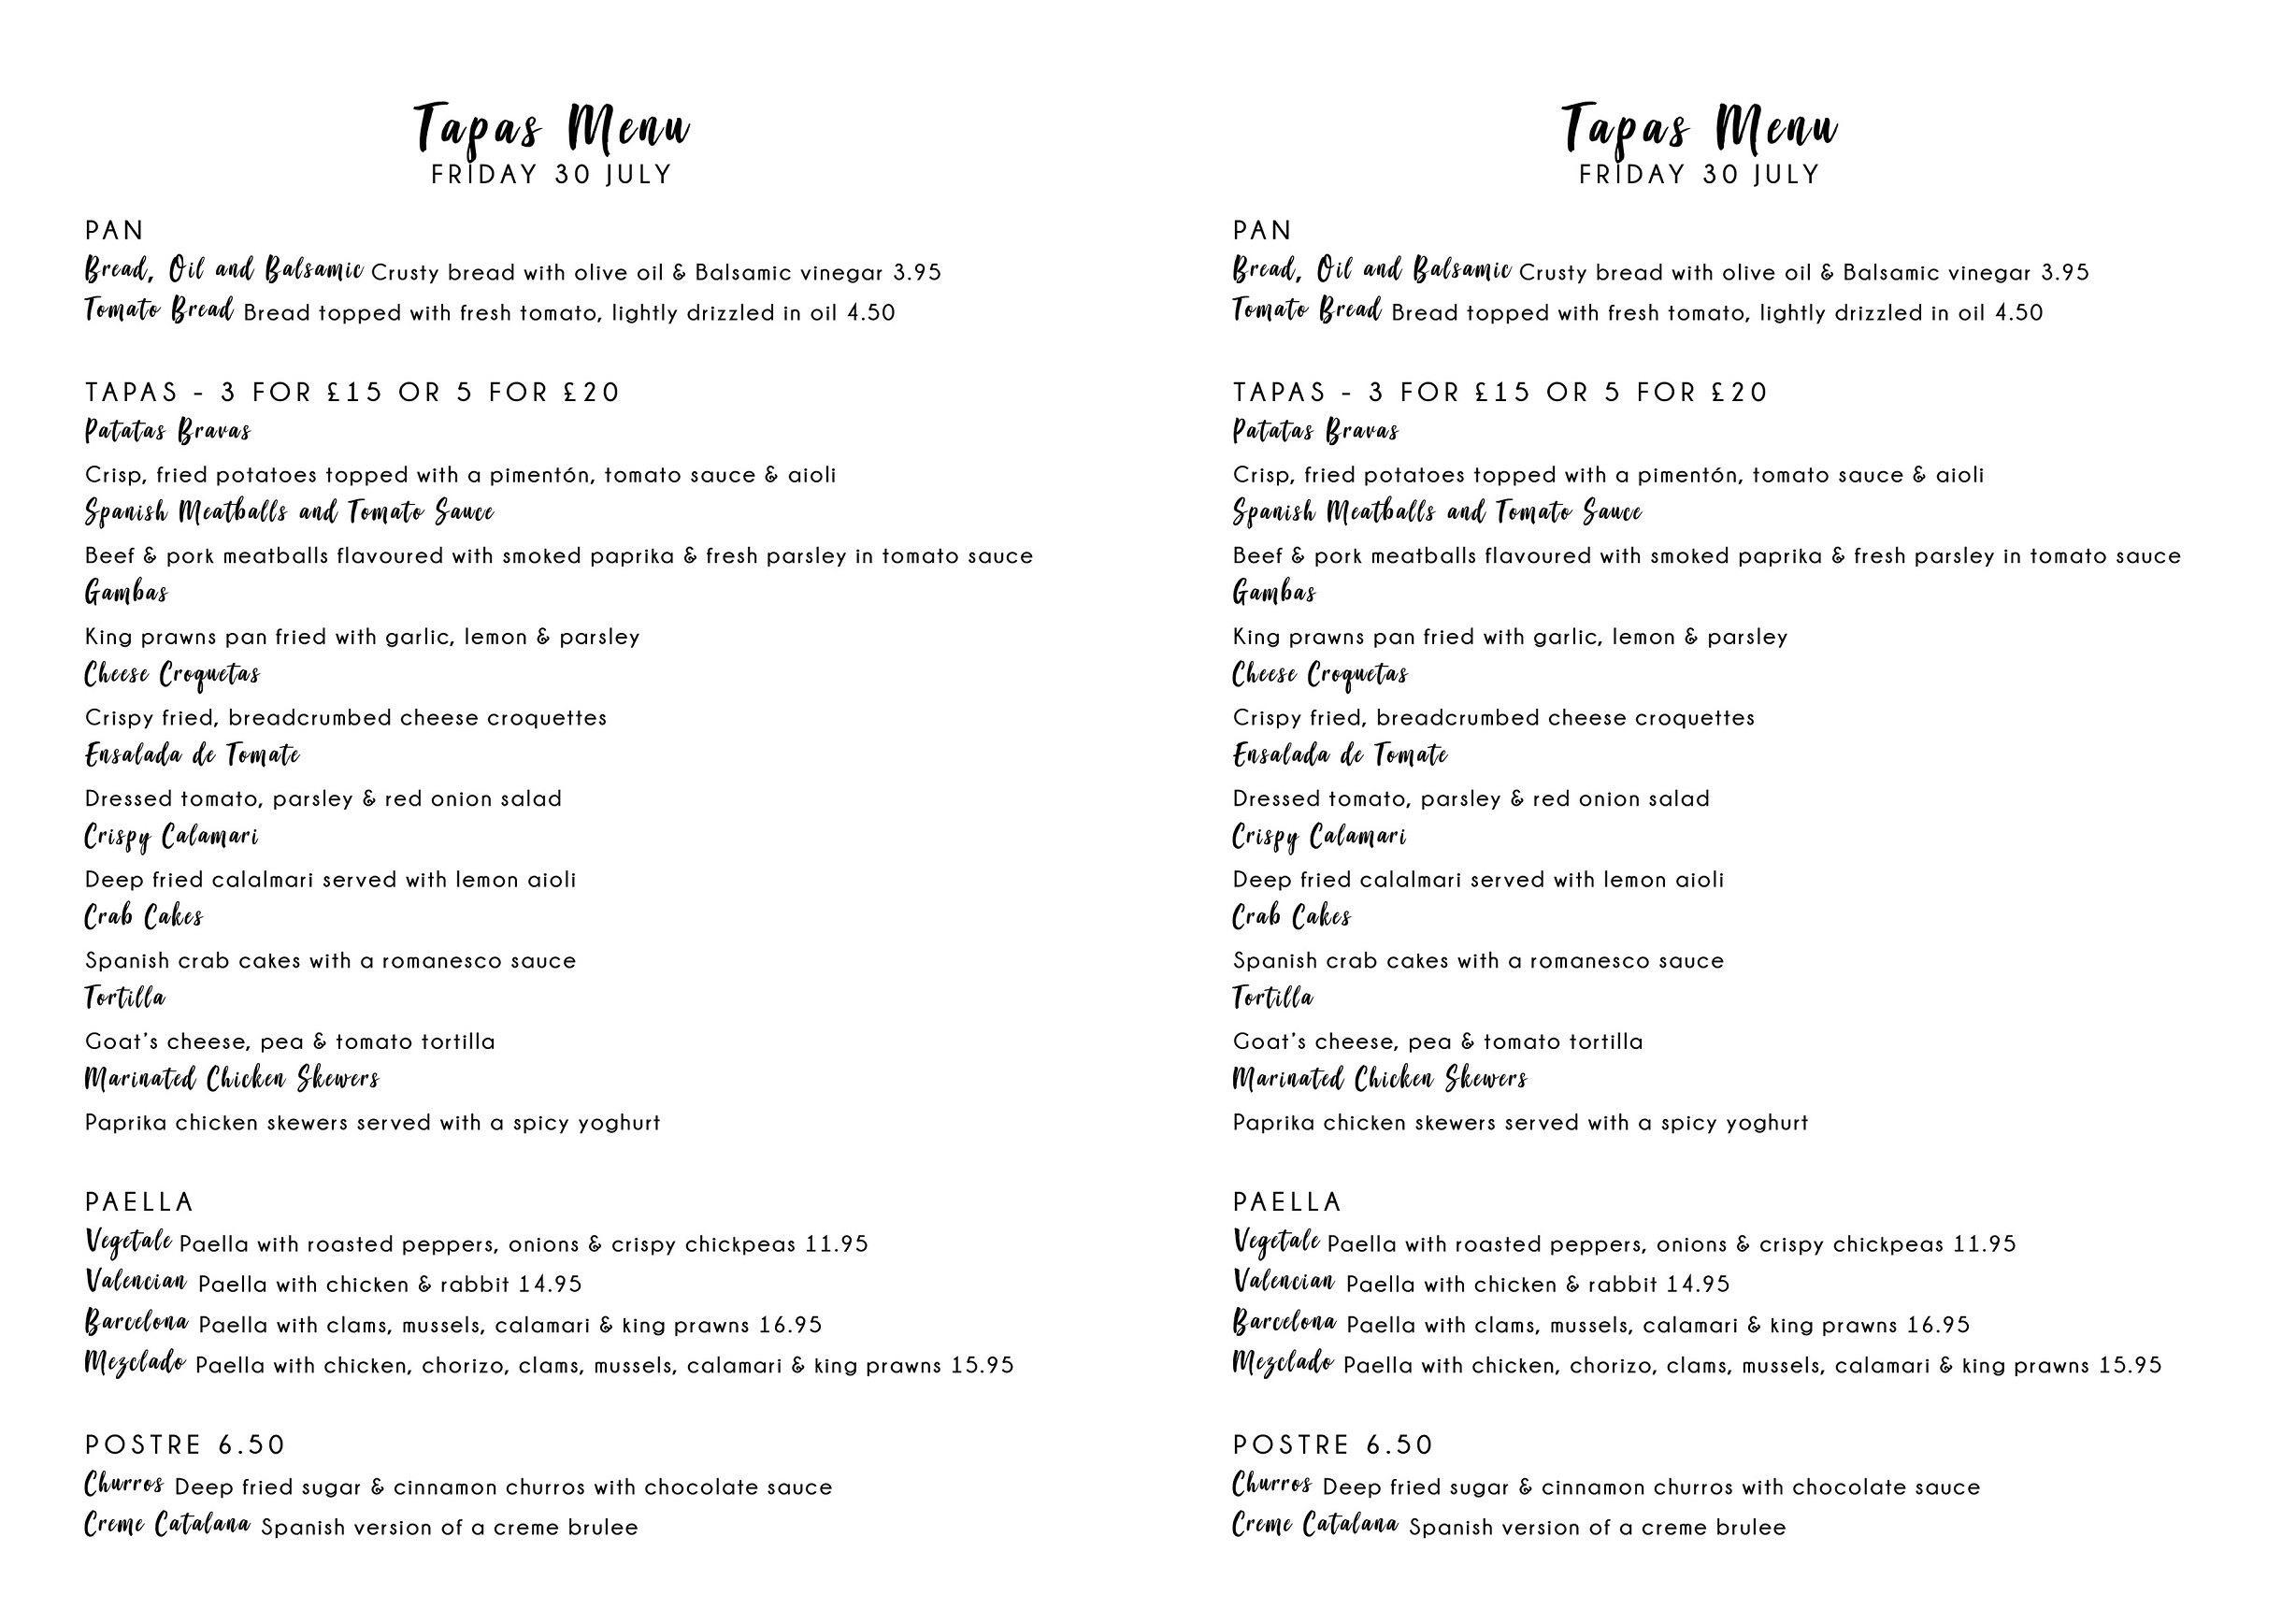 Tapas Menu
FRIDAY 30 JULY
PAN
Bread, Oil and Balsamic Crusty bread with olive oil & Balsamic vinegar 3.95
Tomato Bread Bread topped with fresh tomato, lightly drizzled in oil 4.50
TAPAS - 3 FOR £15 OR 5 FOR £20
Patatas Bravas
Crisp, fried potatoes topped with a pimentón, tomato sauce & aioli
Spanish Meatballs and Tomato Sauce
Beef & pork meatballs flavoured with smoked paprika & fresh parsley in tomato sauce
Gambas
King prawns pan fried with garlic, lemon & parsley
Cheese Croquetas
Crispy fried, breadcrumbed cheese croquettes
Ensalada de Tomate
Dressed tomato, parsley & red onion salad
Crispy Calamari
Deep fried calalmari served with lemon aioli
Crab Cakes
Spanish crab cakes with a romanesco sauce
Tortilla
Goat's cheese, pea & tomato tortilla
Marinated Chicken Skewers
Paprika chicken skewers served with a spicy yoghurt
PAELLA
Vegetale Paella with roasted peppers, onions & crispy chickpeas 11.95
Valencian Paella with chicken & rabbit 14.95
Barcelona Paella with clams, mussels, calamari & king prawns 16.95
Mezclado Paella with chicken, chorizo, clams, mussels, calamari & king prawns 15.95
POSTRE 6.50
Churros Deep fried sugar & cinnamon churros with chocolate sauce
Creme Catalana Spanish version of a creme brulee
Tapas Menu
FRIDAY 30 JULY
PAN
Bread, Oil and Balsamic Crusty bread with olive oil & Balsamic vinegar 3.95
Tomato Bread Bread topped with fresh tomato, lightly drizzled in oil 4.50
TAPAS - 3 FOR £15 OR 5 FOR £20
Patatas Bravas
Crisp, fried potatoes topped with a pimentón, tomato sauce & aioli
Spanish Meatballs and Tomato Sauce
Beef & pork meatballs flavoured with smoked paprika & fresh parsley in tomato sauce
Gambas
King prawns pan fried with garlic, lemon & parsley
Cheese Croquetas
Crispy fried, breadcrumbed cheese croquettes
Ensalada de Tomate
Dressed tomato, parsley & red onion salad
Crispy Calamari
Deep fried calalmari served with lemon aioli
Crab Cakes
Spanish crab cakes with a romanesco sauce
Tortilla
Goat's cheese, pea & tomato tortilla
Marinated Chicken Skewers
Paprika chicken skewers served with a spicy yoghurt
PAELLA
Vegetale Paella with roasted peppers, onions & crispy chickpeas 11.95
Valencian Paella with chicken & rabbit 14.95
Barcelona Paella with clams, mussels, calamari & king prawns 16.95
Mezclado Paella with chicken, chorizo, clams, mussels, calamari & king prawns 15.95
POSTRE 6.50
Churros Deep fried sugar & cinnamon churros with chocolate sauce
Creme Catalana Spanish version of a creme brulee